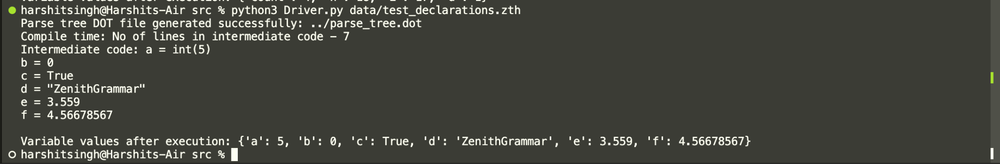 harshitsingh@Harshits-Air src % python3 Driver.py data/test_declarations.zth
Parse tree DOT file generated successfully: ../parse_tree.dot
Compile time: No of lines in intermediate code - 7
Intermediate code: a = int(5)
b = 0
c = True
d = "ZenithGrammar"
e = 3.559
f = 4.56678567
Variable values after execution: {'a': 5, 'b': 0, 'c': True, 'd': 'ZenithGrammar', 'e': 3.559, 'f': 4.56678567}
harshitsingh@Harshits-Air src %